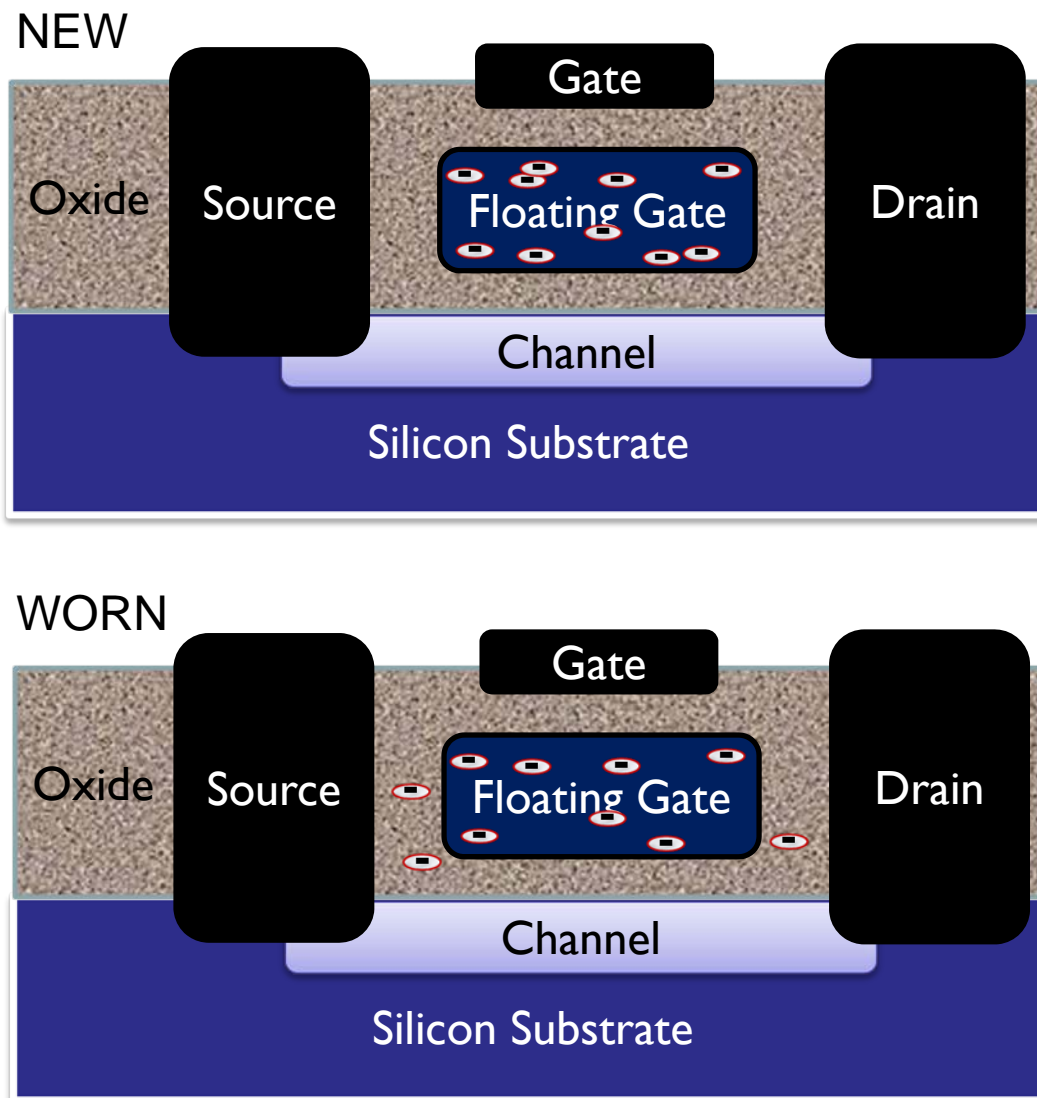 NEW
Gate
Oxide
Source
Floating Gate
Drain
Channel
Silicon Substrate
WORN
Gate
Oxide
Source
Floating Gate
Drain
Channel
Silicon Substrate